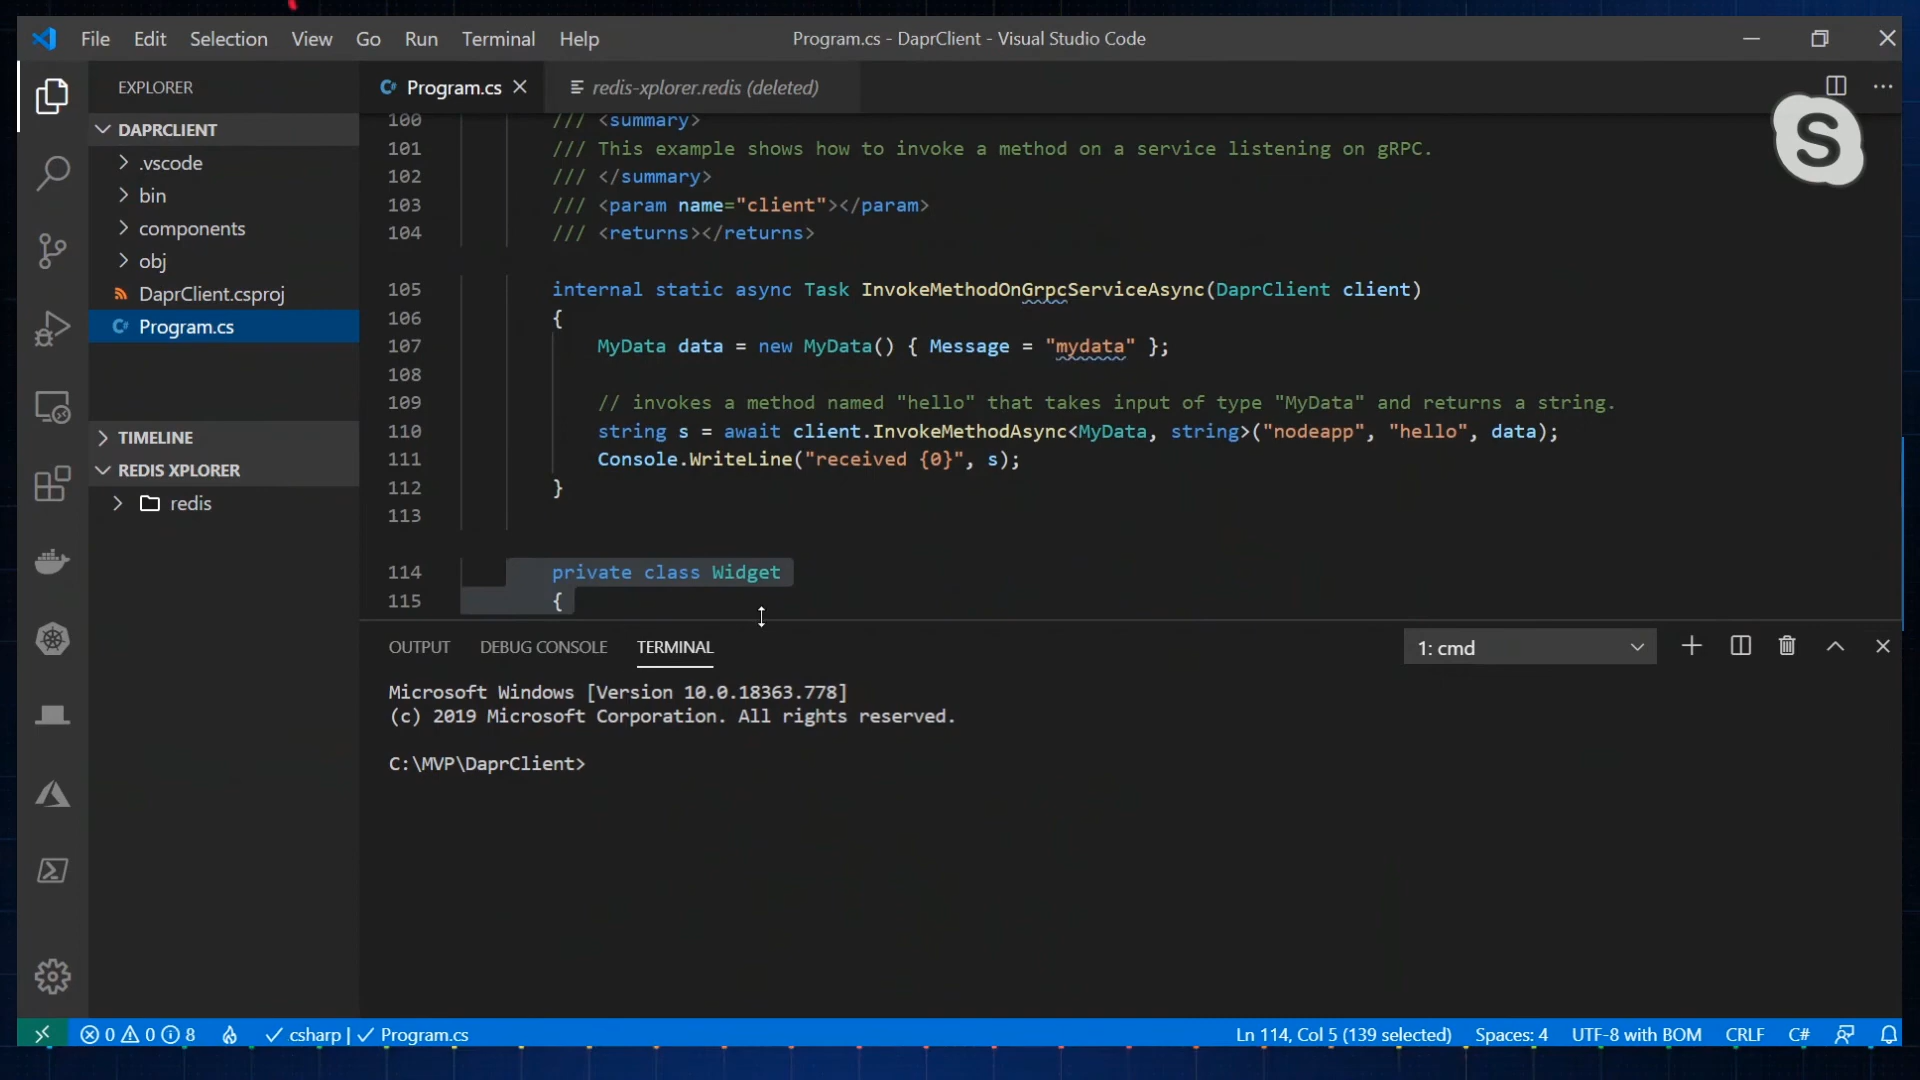 File Edit Selection View Go Run Terminal Help
Program.cs - DaprClient - Visual Studio Code
EXPLORER
Program.cs
redis-xplorer.redis (deleted)
S
DAPRCLIENT
.vscode
bin
components
obj
DaprClient.csproj
Program.cs
TIMELINE
REDIS XPLORER
redis
100 /// <summary>
101 /// This example shows how to invoke a method on a service listening on gRPC.
102 /// </summary>
103 /// <param name="client"></param>
104 /// <returns></returns>
105 internal static async Task InvokeMethodOnGrpcServiceAsync(DaprClient client)
106 {
107 MyData data = new MyData() { Message = "mydata" };
108
109 // invokes a method named "hello" that takes input of type "MyData" and returns a string.
110 string s = await client.InvokeMethodAsync<MyData, string>("nodeapp", "hello", data);
111 Console.WriteLine("received {0}", s);
112 }
113
114 private class Widget
115 {
OUTPUT DEBUG CONSOLE TERMINAL
1: cmd
Microsoft Windows [Version 10.0.18363.778]
(c) 2019 Microsoft Corporation. All rights reserved.
C:\MVP\DaprClient>
0 0 8 csharp | Program.cs
Ln 114, Col 5 (139 selected) Spaces: 4 UTF-8 with BOM CRLF C#